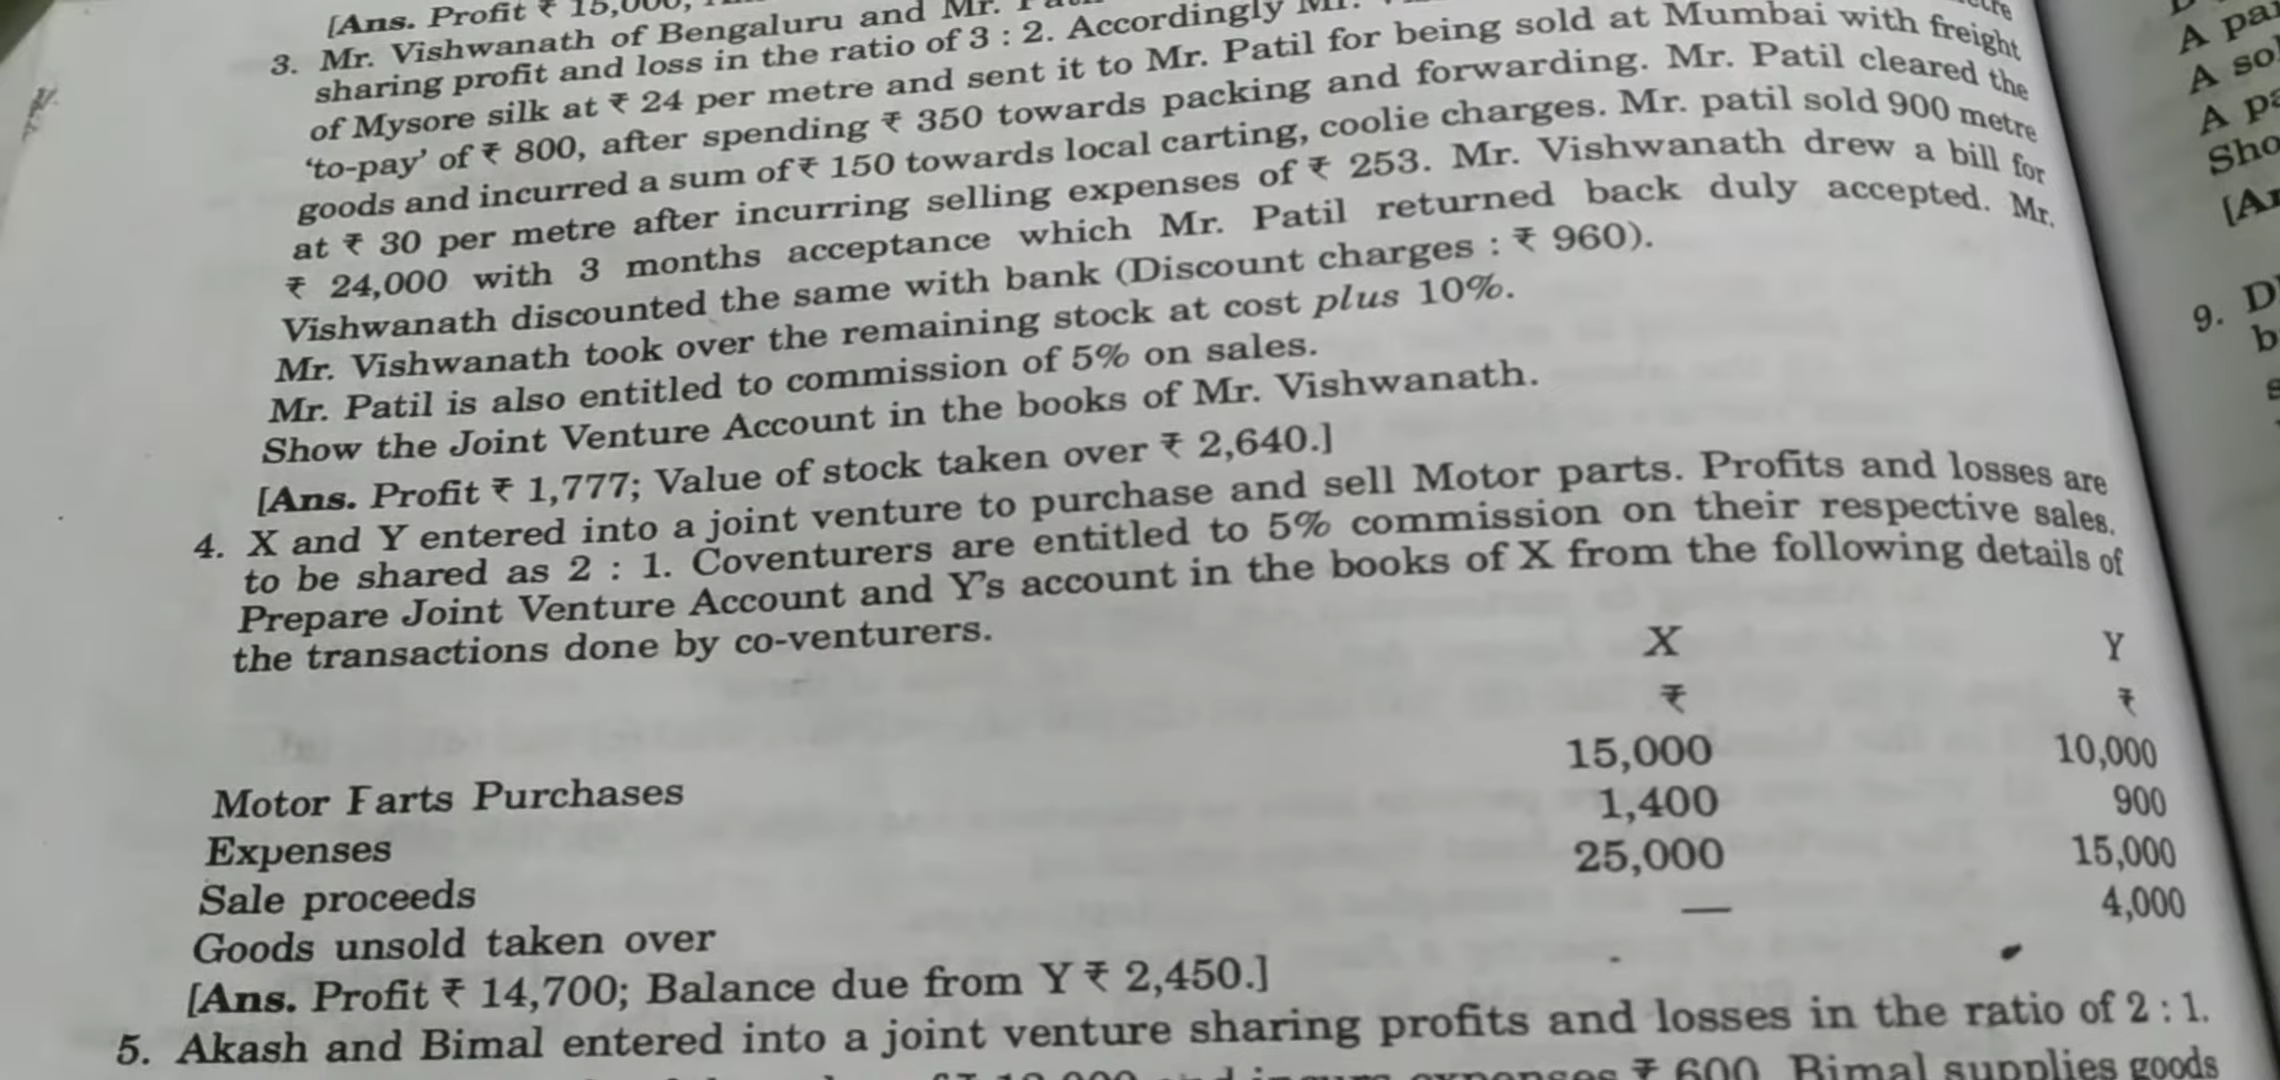 [Ans. Profit ₹ 15,000,
3. Mr. Vishwanath of Bengaluru and Mr.
sharing profit and loss in the ratio of 3 : 2. Accordingly
of Mysore silk at ₹ 24 per metre and sent it to Mr. Patil for being sold at Mumbai with freight
'to-pay' of ₹ 800, after spending ₹ 350 towards packing and forwarding. Mr. Patil cleared the
goods and incurred a sum of ₹ 150 towards local carting, coolie charges. Mr. patil sold 900 metre
at ₹ 30 per metre after incurring selling expenses of ₹ 253. Mr. Vishwanath drew a bill for
₹ 24,000 with 3 months acceptance which Mr. Patil returned back duly accepted. Mr.
Vishwanath discounted the same with bank (Discount charges : ₹ 960).
Mr. Vishwanath took over the remaining stock at cost plus 10%.
Mr. Patil is also entitled to commission of 5% on sales.
Show the Joint Venture Account in the books of Mr. Vishwanath.
[Ans. Profit ₹ 1,777; Value of stock taken over ₹ 2,640.]
4. X and Y entered into a joint venture to purchase and sell Motor parts. Profits and losses are
to be shared as 2 : 1. Coventurers are entitled to 5% commission on their respective sales.
Prepare Joint Venture Account and Y's account in the books of X from the following details of
the transactions done by co-venturers.
X Y
₹ ₹
Motor Farts Purchases 15,000 10,000
Expenses 1,400 900
Sale proceeds 25,000 15,000
Goods unsold taken over — 4,000
[Ans. Profit ₹ 14,700; Balance due from Y ₹ 2,450.]
5. Akash and Bimal entered into a joint venture sharing profits and losses in the ratio of 2 : 1.
expenses ₹ 600. Bimal supplies goods
A
A
Sho
9.